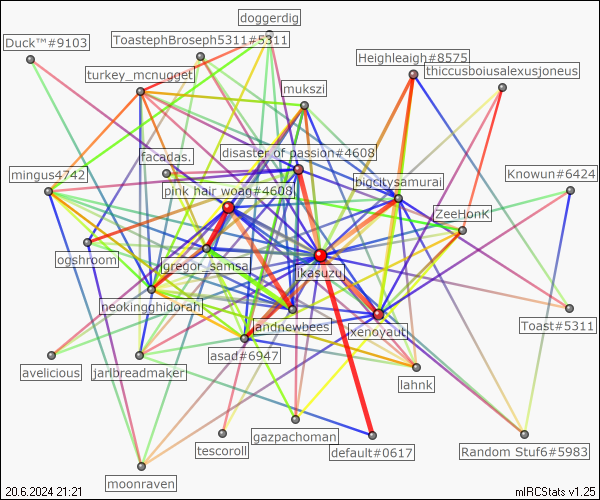 doggerdig
Duck™#9103
ToastephBroseph5311#5311
Heighleaigh#8575
turkey_mcnugget
thiccusboiusalexusjoneus
mukszi
facadas.
disaster of passion#4608
mingus4742
bigcitysamurai
Knowun#6424
pink hair woag#4608
ZeeHonK
ogshroom
gregor_samsa
ikasuzu
neokingghidorah
andnewbees
xenoyaut
Toast#5311
asad#6947
avelicious
jarlbreadmaker
lahnk
gazpachoman
tescoroll
default#0617
Random Stuf6#5983
moonraven
20.6.2024 21:21
mIRCStats v1.25